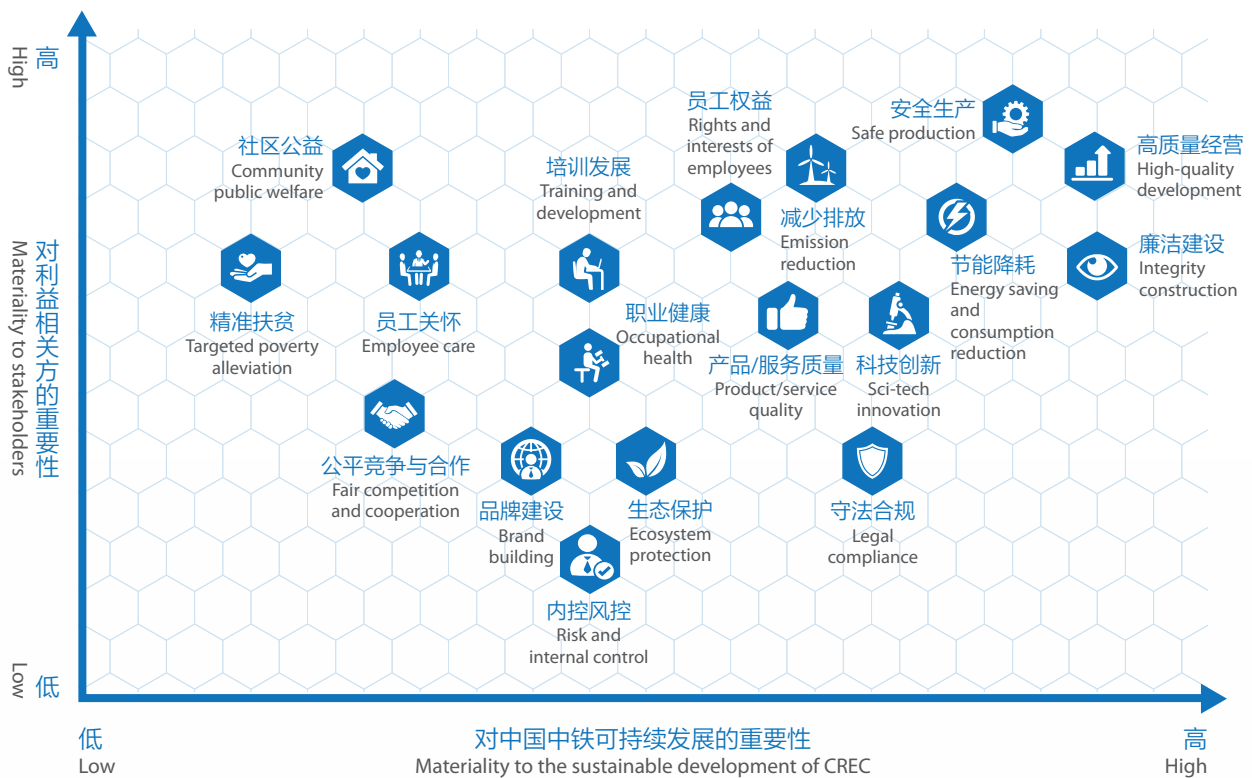 高
High
对利益相关方的重要性
Materiality to stakeholders
低
Low
社区公益
Community
public welfare
培训发展
Training and
development
员工权益
Rights and
interests of
employees
安全生产
Safe production
高质量经营
High-quality
development
减少排放
Emission
reduction
节能降耗
Energy saving
and
consumption
reduction
廉洁建设
Integrity
construction
精准扶贫
Targeted poverty
alleviation
员工关怀
Employee care
职业健康
Occupational
health
产品/服务质量
Product/service
quality
科技创新
Sci-tech
innovation
公平竞争与合作
Fair competition
and cooperation
品牌建设
Brand
building
生态保护
Ecosystem
protection
守法合规
Legal
compliance
内控风控
Risk and
internal control
低
Low
对中国中铁可持续发展的重要性
Materiality to the sustainable development of CREC
高
High